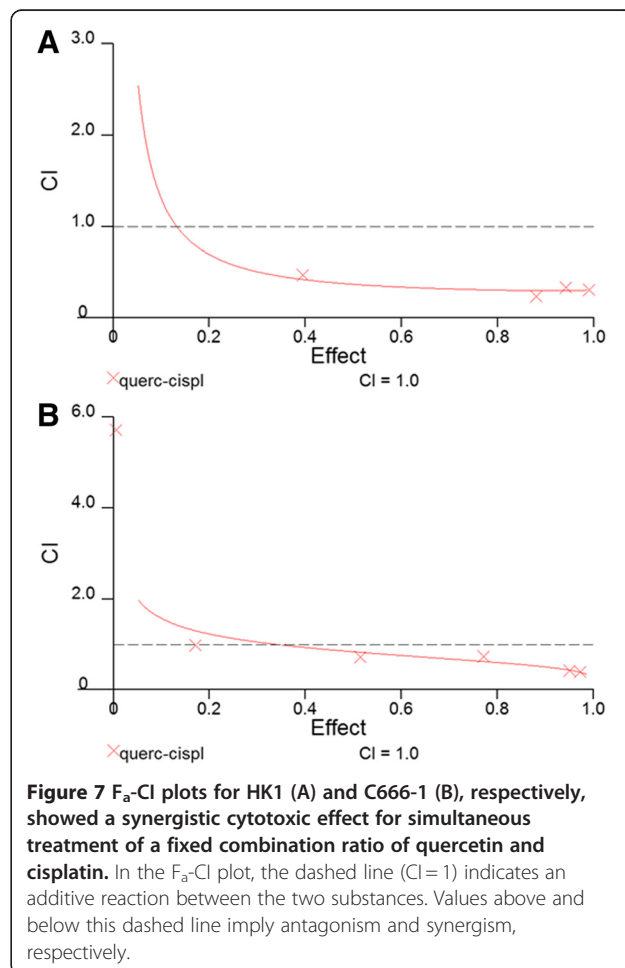 A
3.0
2.0
CI
1.0
0
0 0.2 0.4 0.6 0.8 1.0
Effect
querc-cispl CI = 1.0
B
6.0
4.0
CI
2.0
0
0 0.2 0.4 0.6 0.8 1.0
Effect
querc-cispl CI = 1.0
Figure 7 Fa-CI plots for HK1 (A) and C666-1 (B), respectively,
showed a synergistic cytotoxic effect for simultaneous
treatment of a fixed combination ratio of quercetin and
cisplatin. In the Fa-CI plot, the dashed line (CI = 1) indicates an
additive reaction between the two substances. Values above and
below this dashed line imply antagonism and synergism,
respectively.